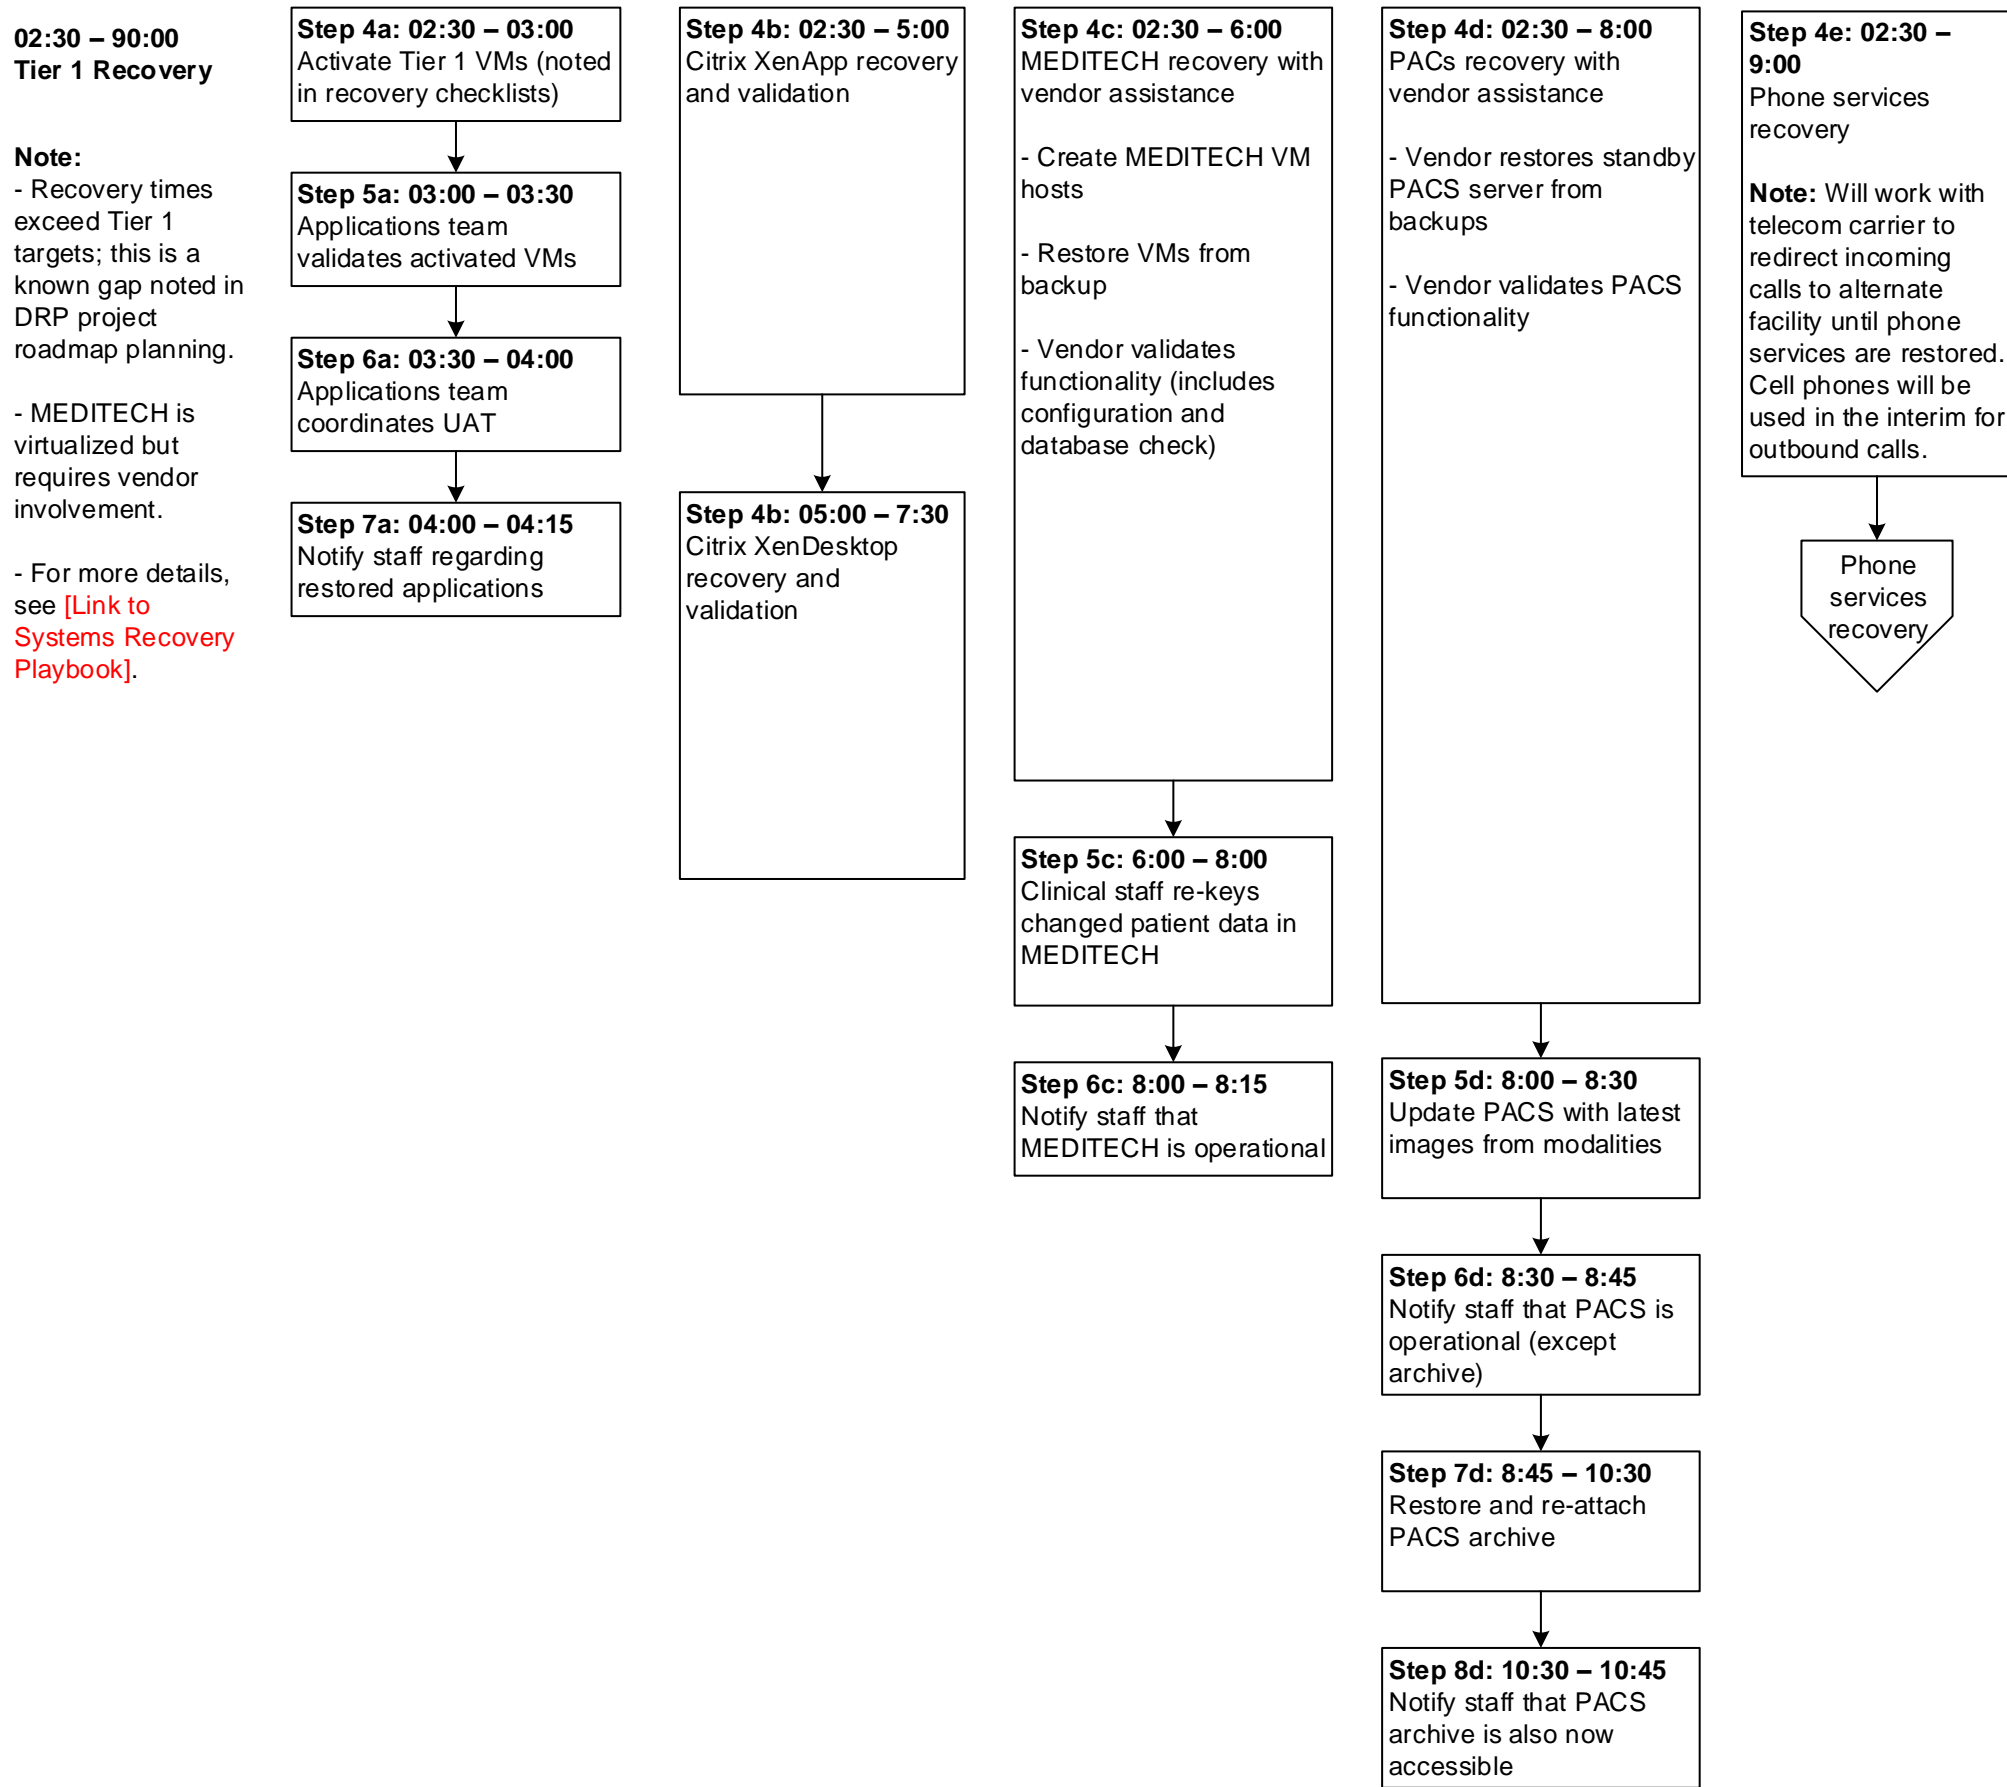 02:30 – 90:00
Tier 1 Recovery
Note:
- Recovery times
exceed Tier 1
targets; this is a
known gap noted in
DRP project
roadmap planning.
- MEDITECH is
virtualized but
requires vendor
involvement.
- For more details,
see [Link to
Systems Recovery
Playbook].
Step 4a: 02:30 – 03:00
Activate Tier 1 VMs (noted
in recovery checklists)
Step 5a: 03:00 – 03:30
Applications team
validates activated VMs
Step 6a: 03:30 – 04:00
Applications team
coordinates UAT
Step 7a: 04:00 – 04:15
Notify staff regarding
restored applications
Step 4b: 02:30 – 5:00
Citrix XenApp recovery
and validation
Step 4b: 05:00 – 7:30
Citrix XenDesktop
recovery and
validation
Step 4c: 02:30 – 6:00
MEDITECH recovery with
vendor assistance
- Create MEDITECH VM
hosts
- Restore VMs from
backup
- Vendor validates
functionality (includes
configuration and
database check)
Step 5c: 6:00 – 8:00
Clinical staff re-keys
changed patient data in
MEDITECH
Step 6c: 8:00 – 8:15
Notify staff that
MEDITECH is operational
Step 4d: 02:30 – 8:00
PACs recovery with
vendor assistance
- Vendor restores standby
PACS server from
backups
- Vendor validates PACS
functionality
Step 5d: 8:00 – 8:30
Update PACS with latest
images from modalities
Step 6d: 8:30 – 8:45
Notify staff that PACS is
operational (except
archive)
Step 7d: 8:45 – 10:30
Restore and re-attach
PACS archive
Step 8d: 10:30 – 10:45
Notify staff that PACS
archive is also now
accessible
Step 4e: 02:30 –
9:00
Phone services
recovery
Note: Will work with
telecom carrier to
redirect incoming
calls to alternate
facility until phone
services are restored.
Cell phones will be
used in the interim for
outbound calls.
Phone
services
recovery